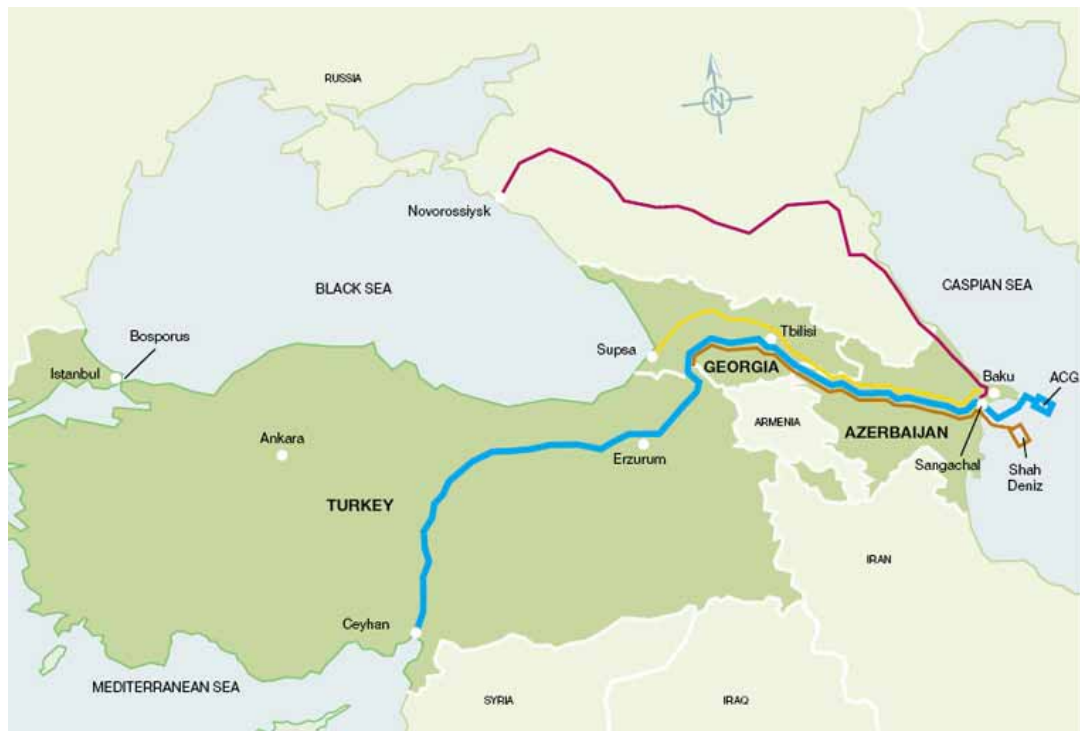 RUSSIA
N
Novorossiysk
BLACK SEA
CASPIAN SEA
Bosporus
Istanbul
Supsa
Tbilisi
GEORGIA
Baku
ACG
ARMENIA
AZERBAIJAN
Ankara
Erzurum
Sangachal
Shah
Deniz
TURKEY
IRAN
Ceyhan
MEDITERRANEAN SEA
SYRIA
IRAQ